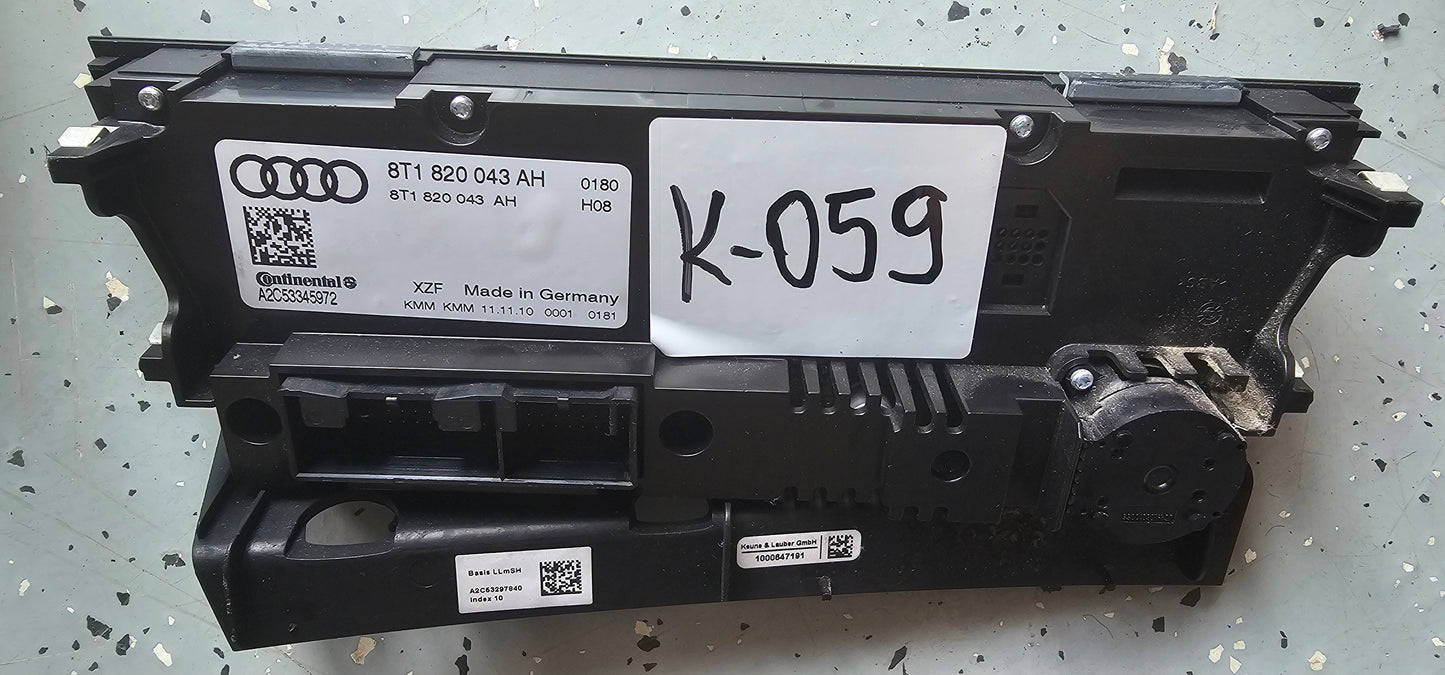 8T1 820 043 AH 0180
8T1 820 043 AH H08
Continental
A2C53345972
XZF Made in Germany
KMM KMM 11.11.10 0001 0181
K-059
Basis LLmSH
A2C53297840
Index 10
Keune & Lauber GmbH
1000647191